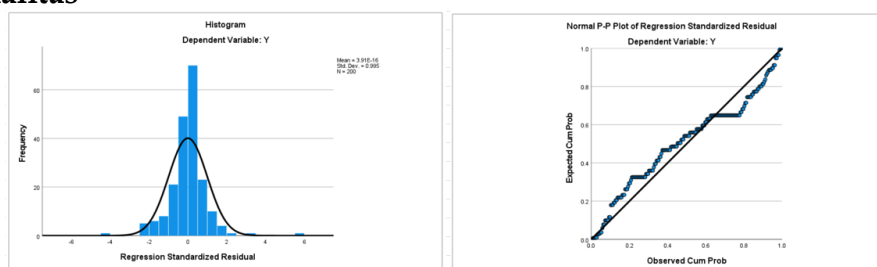 Histogram
Dependent Variable: Y
Mean = 3.91E-16
Std. Dev. = 0.995
N = 200
Frequency
60
40
20
0
-6 -4 -2 0 2 4 6
Regression Standardized Residual
Normal P-P Plot of Regression Standardized Residual
Dependent Variable: Y
Expected Cum Prob
1.0
0.8
0.6
0.4
0.2
0.0
0.0 0.2 0.4 0.6 0.8 1.0
Observed Cum Prob